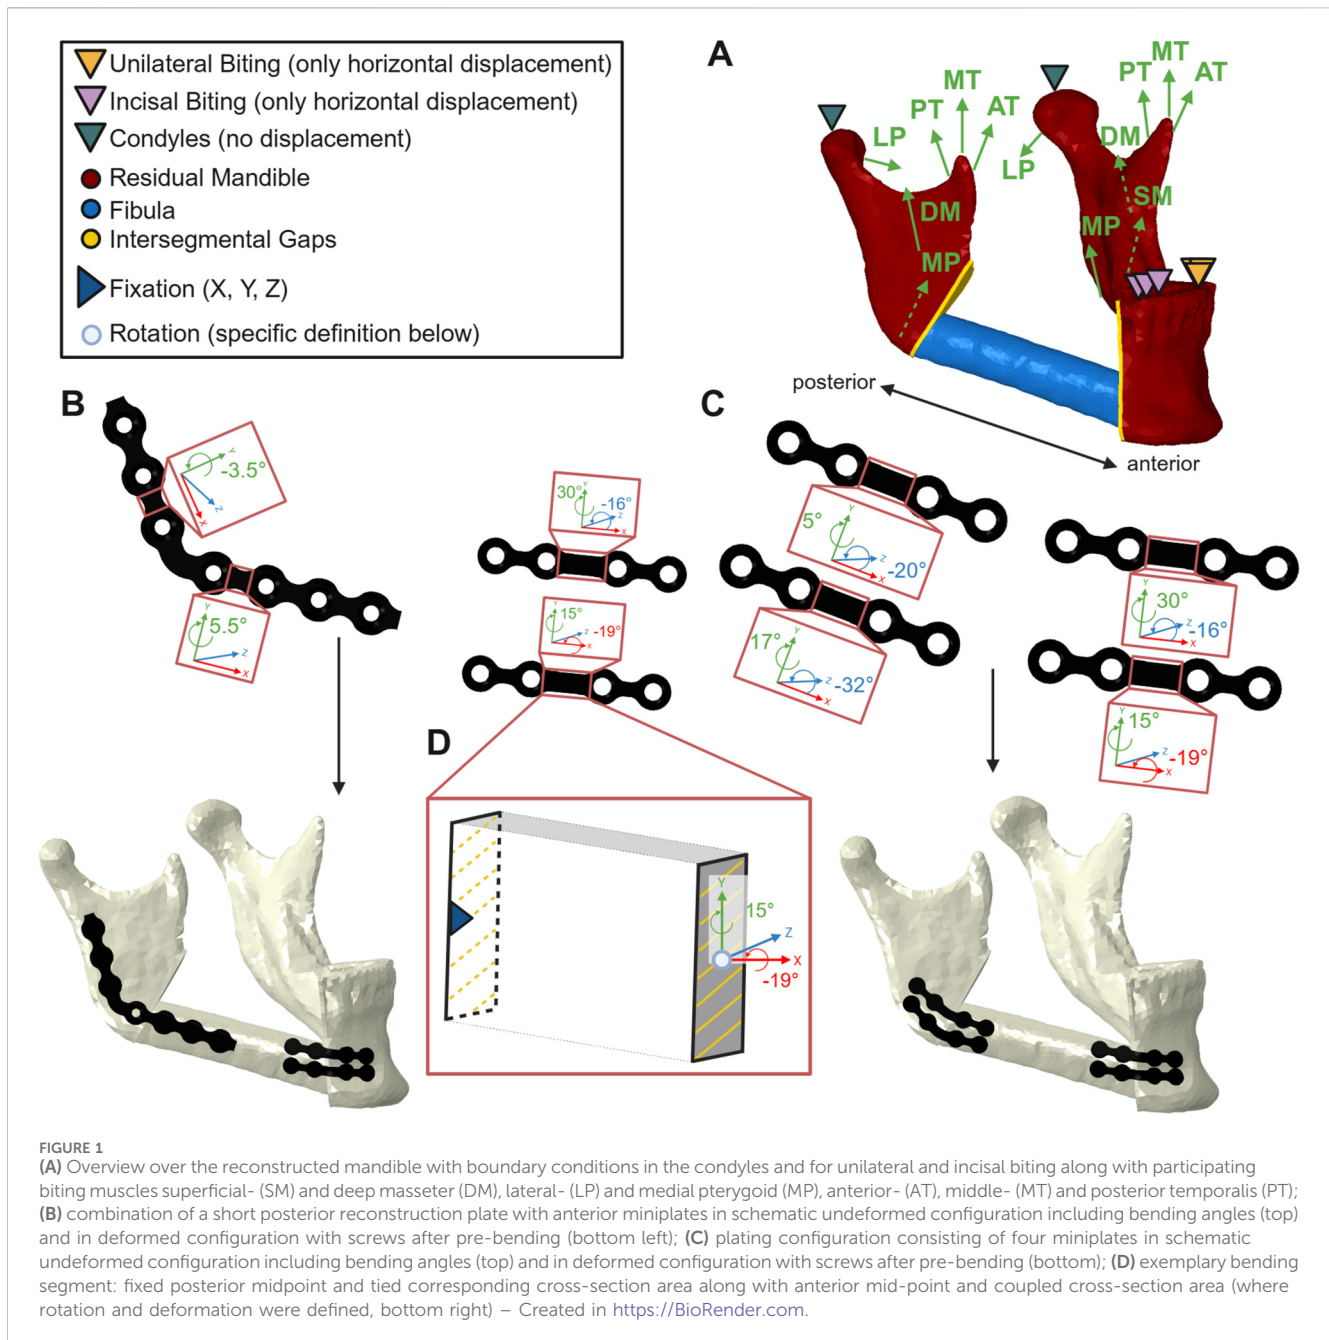 Unilateral Biting (only horizontal displacement)
Incisal Biting (only horizontal displacement)
Condyles (no displacement)
Residual Mandible
Fibula
Intersegmental Gaps
Fixation (X, Y, Z)
Rotation (specific definition below)
A
MT
PT
AT
LP
DM
MP
MT
PT
AT
DM
LP
SM
MP
posterior
anterior
B
Y
-3.5°
Z
X
Y
5.5°
Z
X
Y
30°
-16°
Z
X
Y
15°
Z
-19°
X
C
Y
5°
Z
-20°
X
Y
17°
Z
-32°
X
Y
30°
Z
-16°
X
Y
15°
Z
-19°
X
D
Y
15°
Z
X
-19°
FIGURE 1
(A) Overview over the reconstructed mandible with boundary conditions in the condyles and for unilateral and incisal biting along with participating
biting muscles superficial- (SM) and deep masseter (DM), lateral- (LP) and medial pterygoid (MP), anterior- (AT), middle- (MT) and posterior temporalis (PT);
(B) combination of a short posterior reconstruction plate with anterior miniplates in schematic undeformed configuration including bending angles (top)
and in deformed configuration with screws after pre-bending (bottom left); (C) plating configuration consisting of four miniplates in schematic
undeformed configuration including bending angles (top) and in deformed configuration with screws after pre-bending (bottom); (D) exemplary bending
segment: fixed posterior midpoint and tied corresponding cross-section area along with anterior mid-point and coupled cross-section area (where
rotation and deformation were defined, bottom right) – Created in https://BioRender.com.